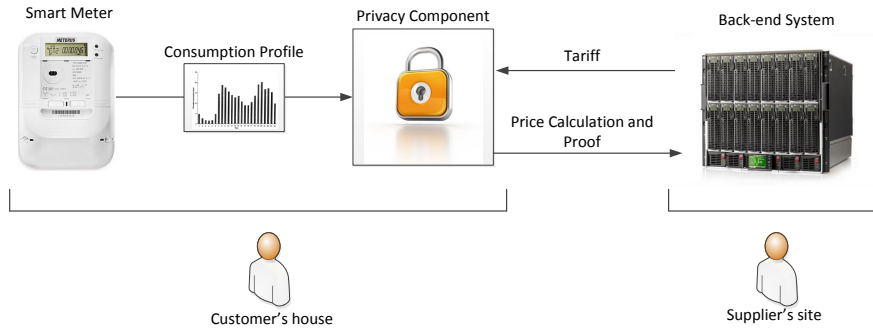 Smart Meter
Privacy Component
Back-end System
Consumption Profile
Tariff
Price Calculation and
Proof
Customer's house
Supplier's site